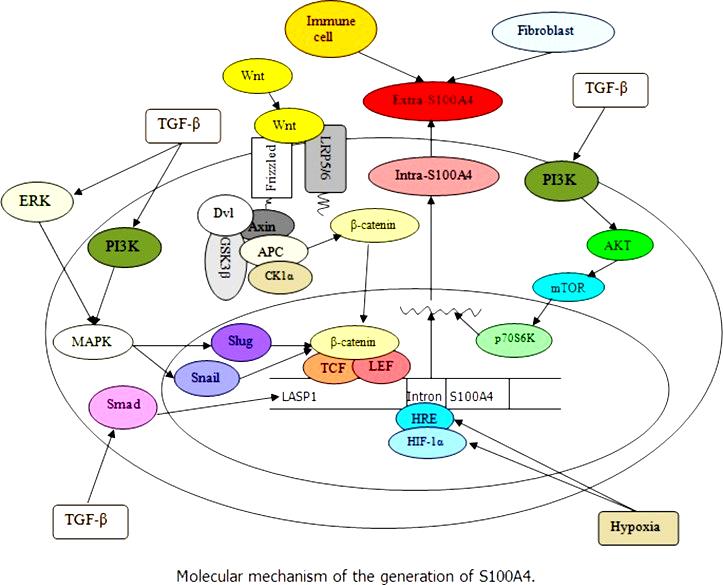 Immune
cell
Fibroblast
Wnt
Extra-S100A4
TGF-β
TGF-β
Wnt
Frizzled
LRP5/6
Intra-S100A4
PI3K
ERK
Dvl
Axin
β-catenin
GSK3β
APC
CK1α
PI3K
AKT
mTOR
MAPK
Slug
β-catenin
p70S6K
Snail
TCF
LEF
Smad
LASP1
Intron
S100A4
HRE
HIF-1α
TGF-β
Hypoxia
Molecular mechanism of the generation of S100A4.